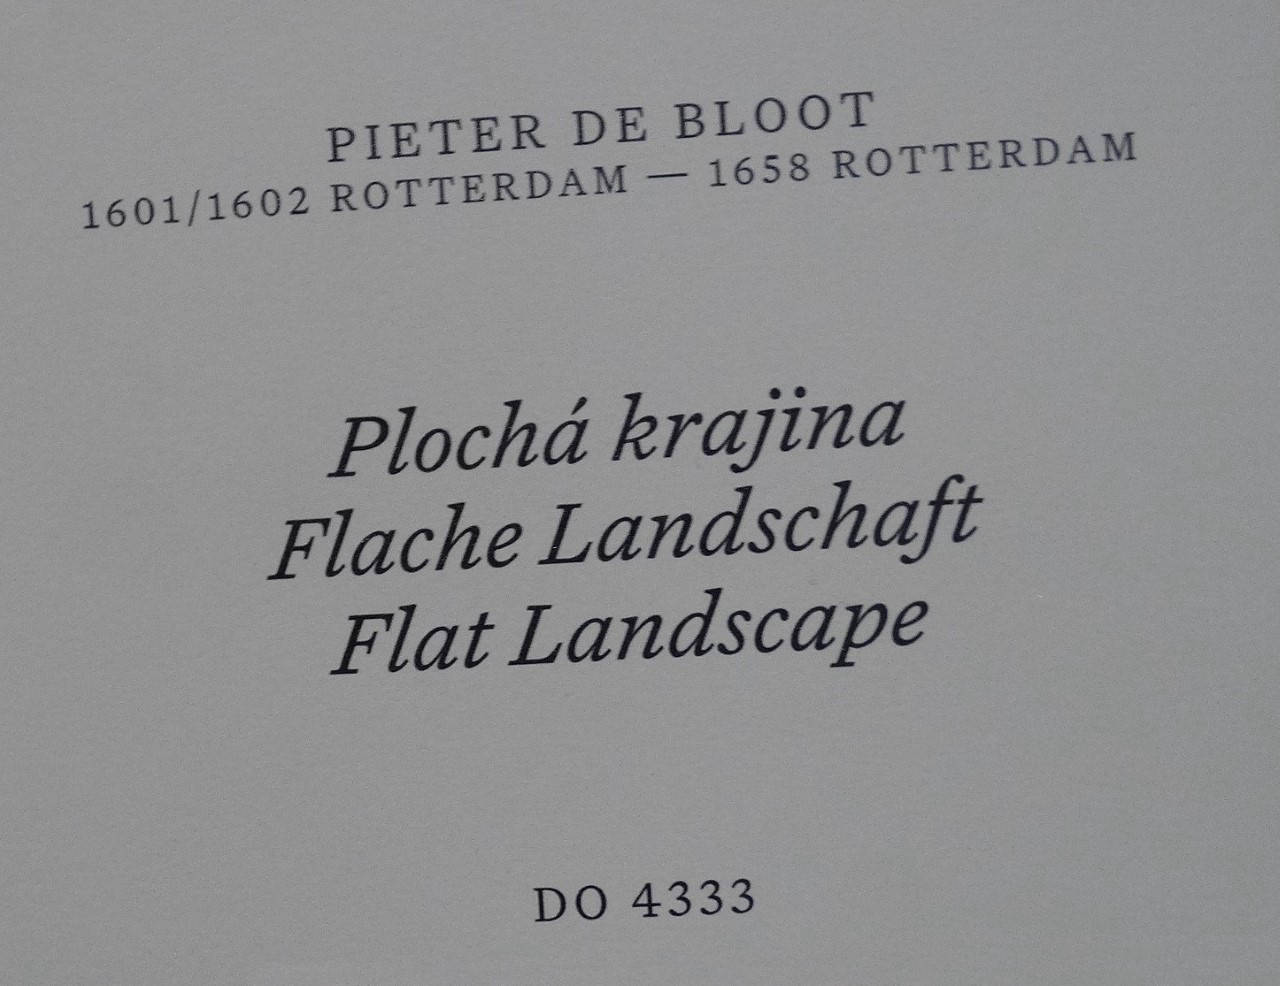 PIETER DE BLOOT
1601/1602 ROTTERDAM — 1658 ROTTERDAM
Plochá krajina
Flache Landschaft
Flat Landscape
DO 4333